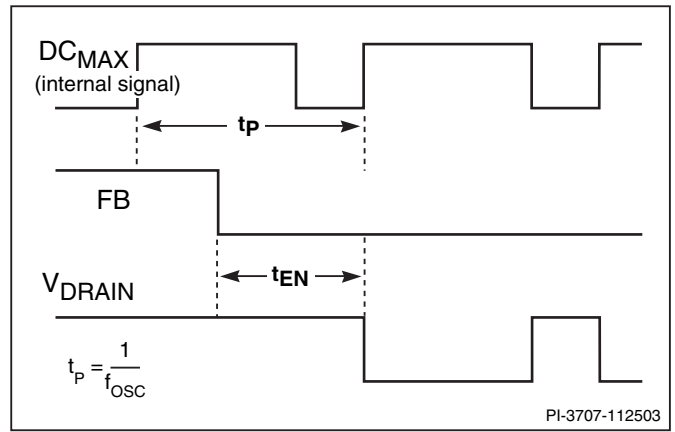 DCMAX
(internal signal)
tP
FB
tEN
VDRAIN
tP = 1
fOSC
PI-3707-112503